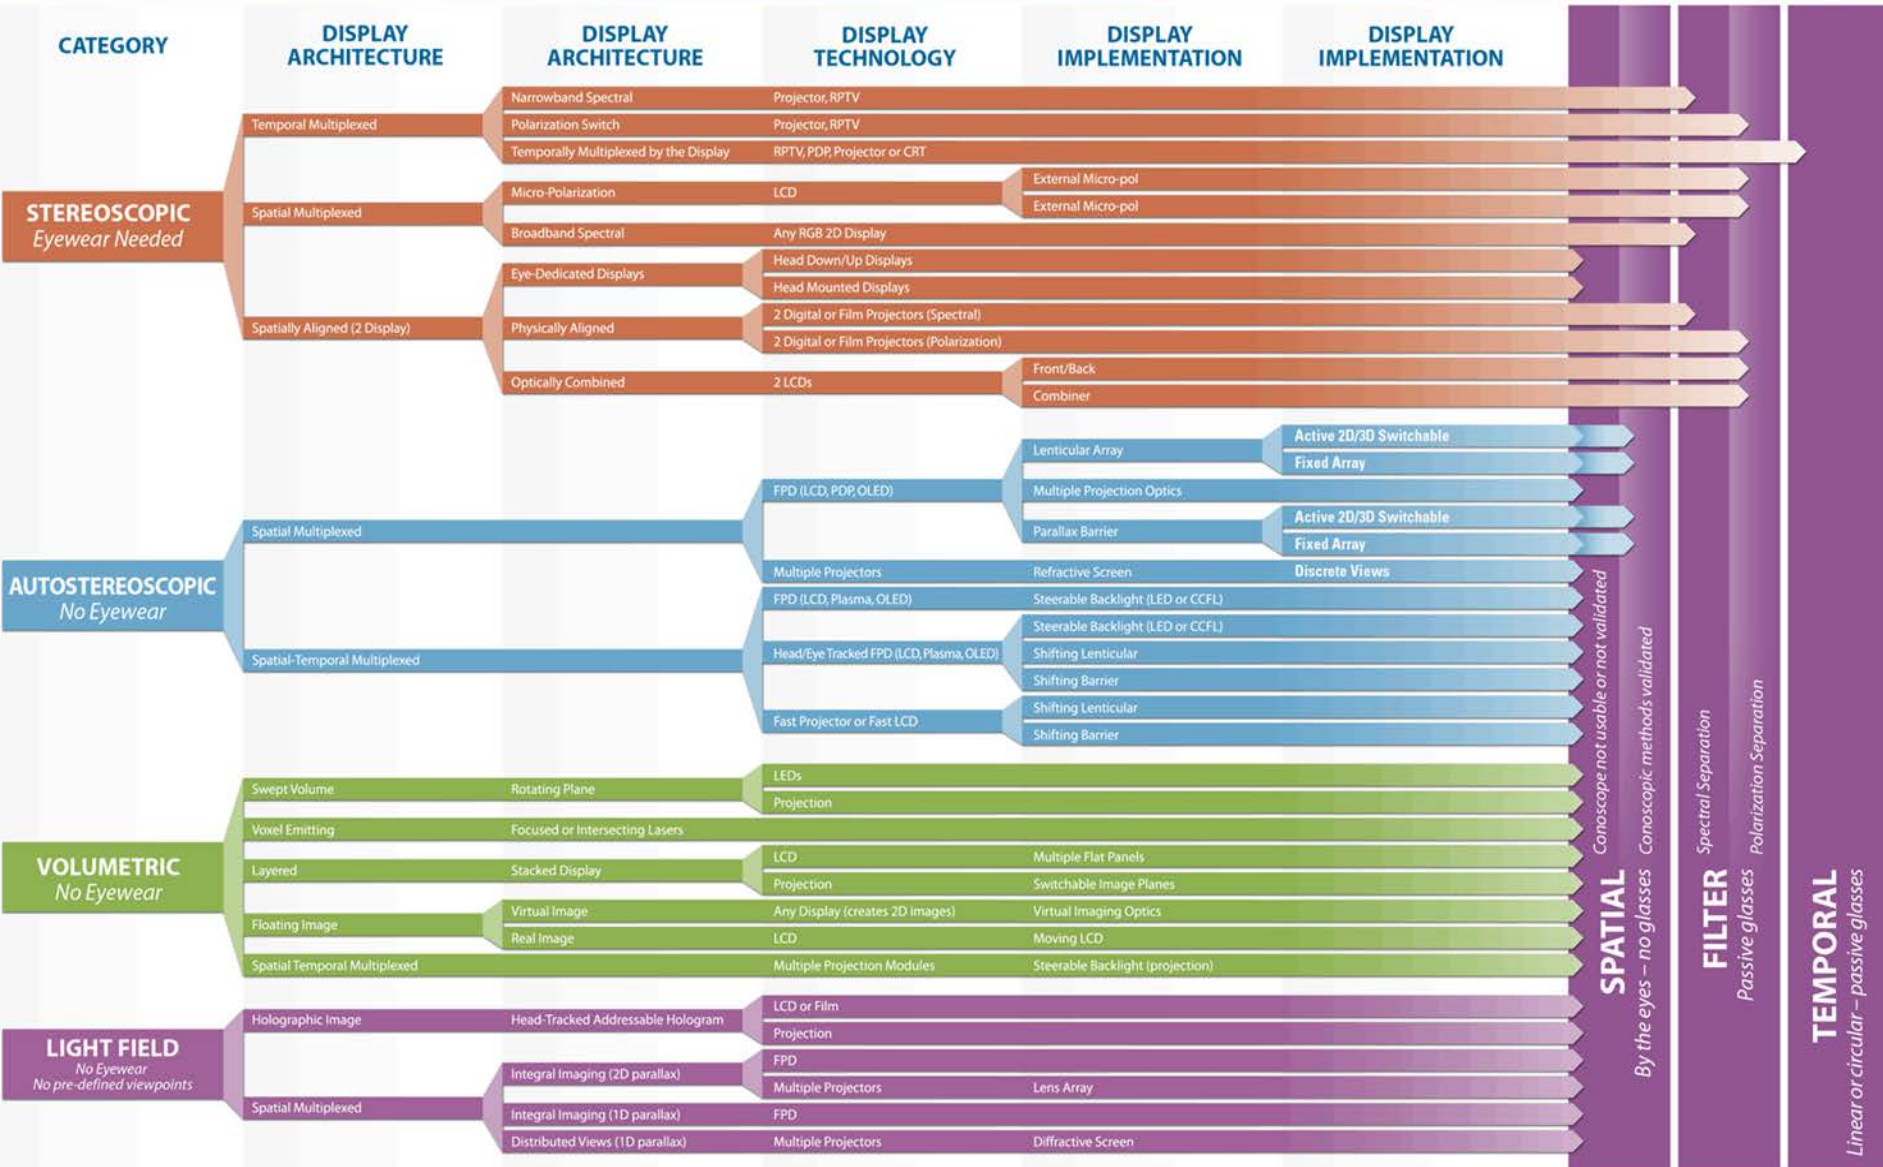 CATEGORY
DISPLAY
ARCHITECTURE
DISPLAY
ARCHITECTURE
DISPLAY
TECHNOLOGY
DISPLAY
IMPLEMENTATION
DISPLAY
IMPLEMENTATION
STEREOSCOPIC
Eyewear Needed
Temporal Multiplexed
Narrowband Spectral
Projector, RPTV
Polarization Switch
Projector, RPTV
Temporally Multiplexed by the Display
RPTV, PDP, Projector or CRT
Spatial Multiplexed
Micro-Polarization
LCD
External Micro-pol
External Micro-pol
Broadband Spectral
Any RGB 2D Display
Spatially Aligned (2 Display)
Eye-Dedicated Displays
Head Down/Up Displays
Head Mounted Displays
Physically Aligned
2 Digital or Film Projectors (Spectral)
2 Digital or Film Projectors (Polarization)
Optically Combined
2 LCDs
Front/Back
Combiner
AUTOSTEREOSCOPIC
No Eyewear
Spatial Multiplexed
FPD (LCD, PDP, OLED)
Lenticular Array
Active 2D/3D Switchable
Fixed Array
Multiple Projection Optics
Parallax Barrier
Active 2D/3D Switchable
Fixed Array
Multiple Projectors
Refractive Screen
Discrete Views
Spatial-Temporal Multiplexed
FPD (LCD, Plasma, OLED)
Steerable Backlight (LED or CCFL)
Head/Eye Tracked FPD (LCD, Plasma, OLED)
Steerable Backlight (LED or CCFL)
Shifting Lenticular
Shifting Barrier
Fast Projector or Fast LCD
Shifting Lenticular
Shifting Barrier
VOLUMETRIC
No Eyewear
Swept Volume
Rotating Plane
LEDs
Projection
Voxel Emitting
Focused or Intersecting Lasers
Layered
Stacked Display
LCD
Multiple Flat Panels
Projection
Switchable Image Planes
Floating Image
Virtual Image
Any Display (creates 2D images)
Virtual Imaging Optics
Real Image
LCD
Moving LCD
Spatial Temporal Multiplexed
Multiple Projection Modules
Steerable Backlight (projection)
LIGHT FIELD
No Eyewear
No pre-defined viewpoints
Holographic Image
Head-Tracked Addressable Hologram
LCD or Film
Projection
Spatial Multiplexed
Integral Imaging (2D parallax)
FPD
Multiple Projectors
Lens Array
Integral Imaging (1D parallax)
FPD
Distributed Views (1D parallax)
Multiple Projectors
Diffractive Screen
SPATIAL
Conoscope not usable or not validated
By the eyes – no glasses
Conoscopic methods validated
FILTER
Spectral Separation
Passive glasses
Polarization Separation
TEMPORAL
Linear or circular – passive glasses